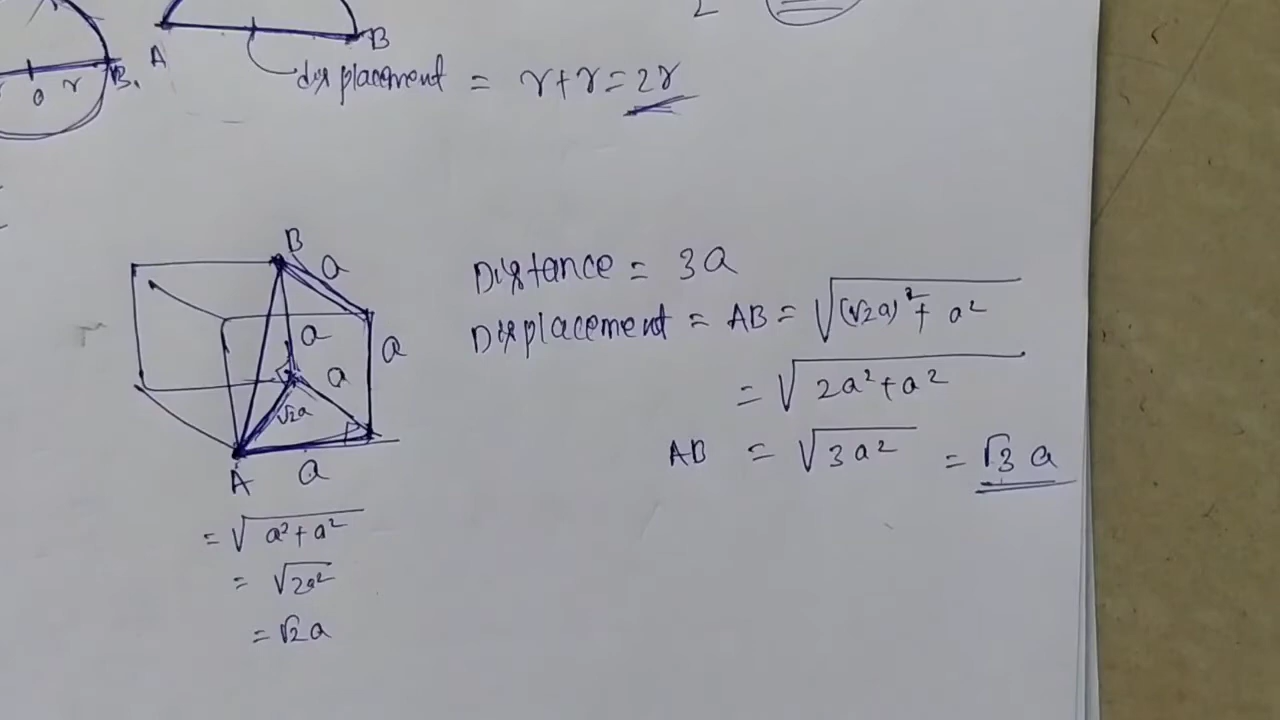 2
A B
0 r B.
displacement = r+r=2r
B
a
a a
a
√2a
A a
Distance = 3a
Displacement = AB = √(√2a)² + a²
= √2a²+a²
AB = √3a² = √3 a
= √a²+a²
= √2a²
= √2a